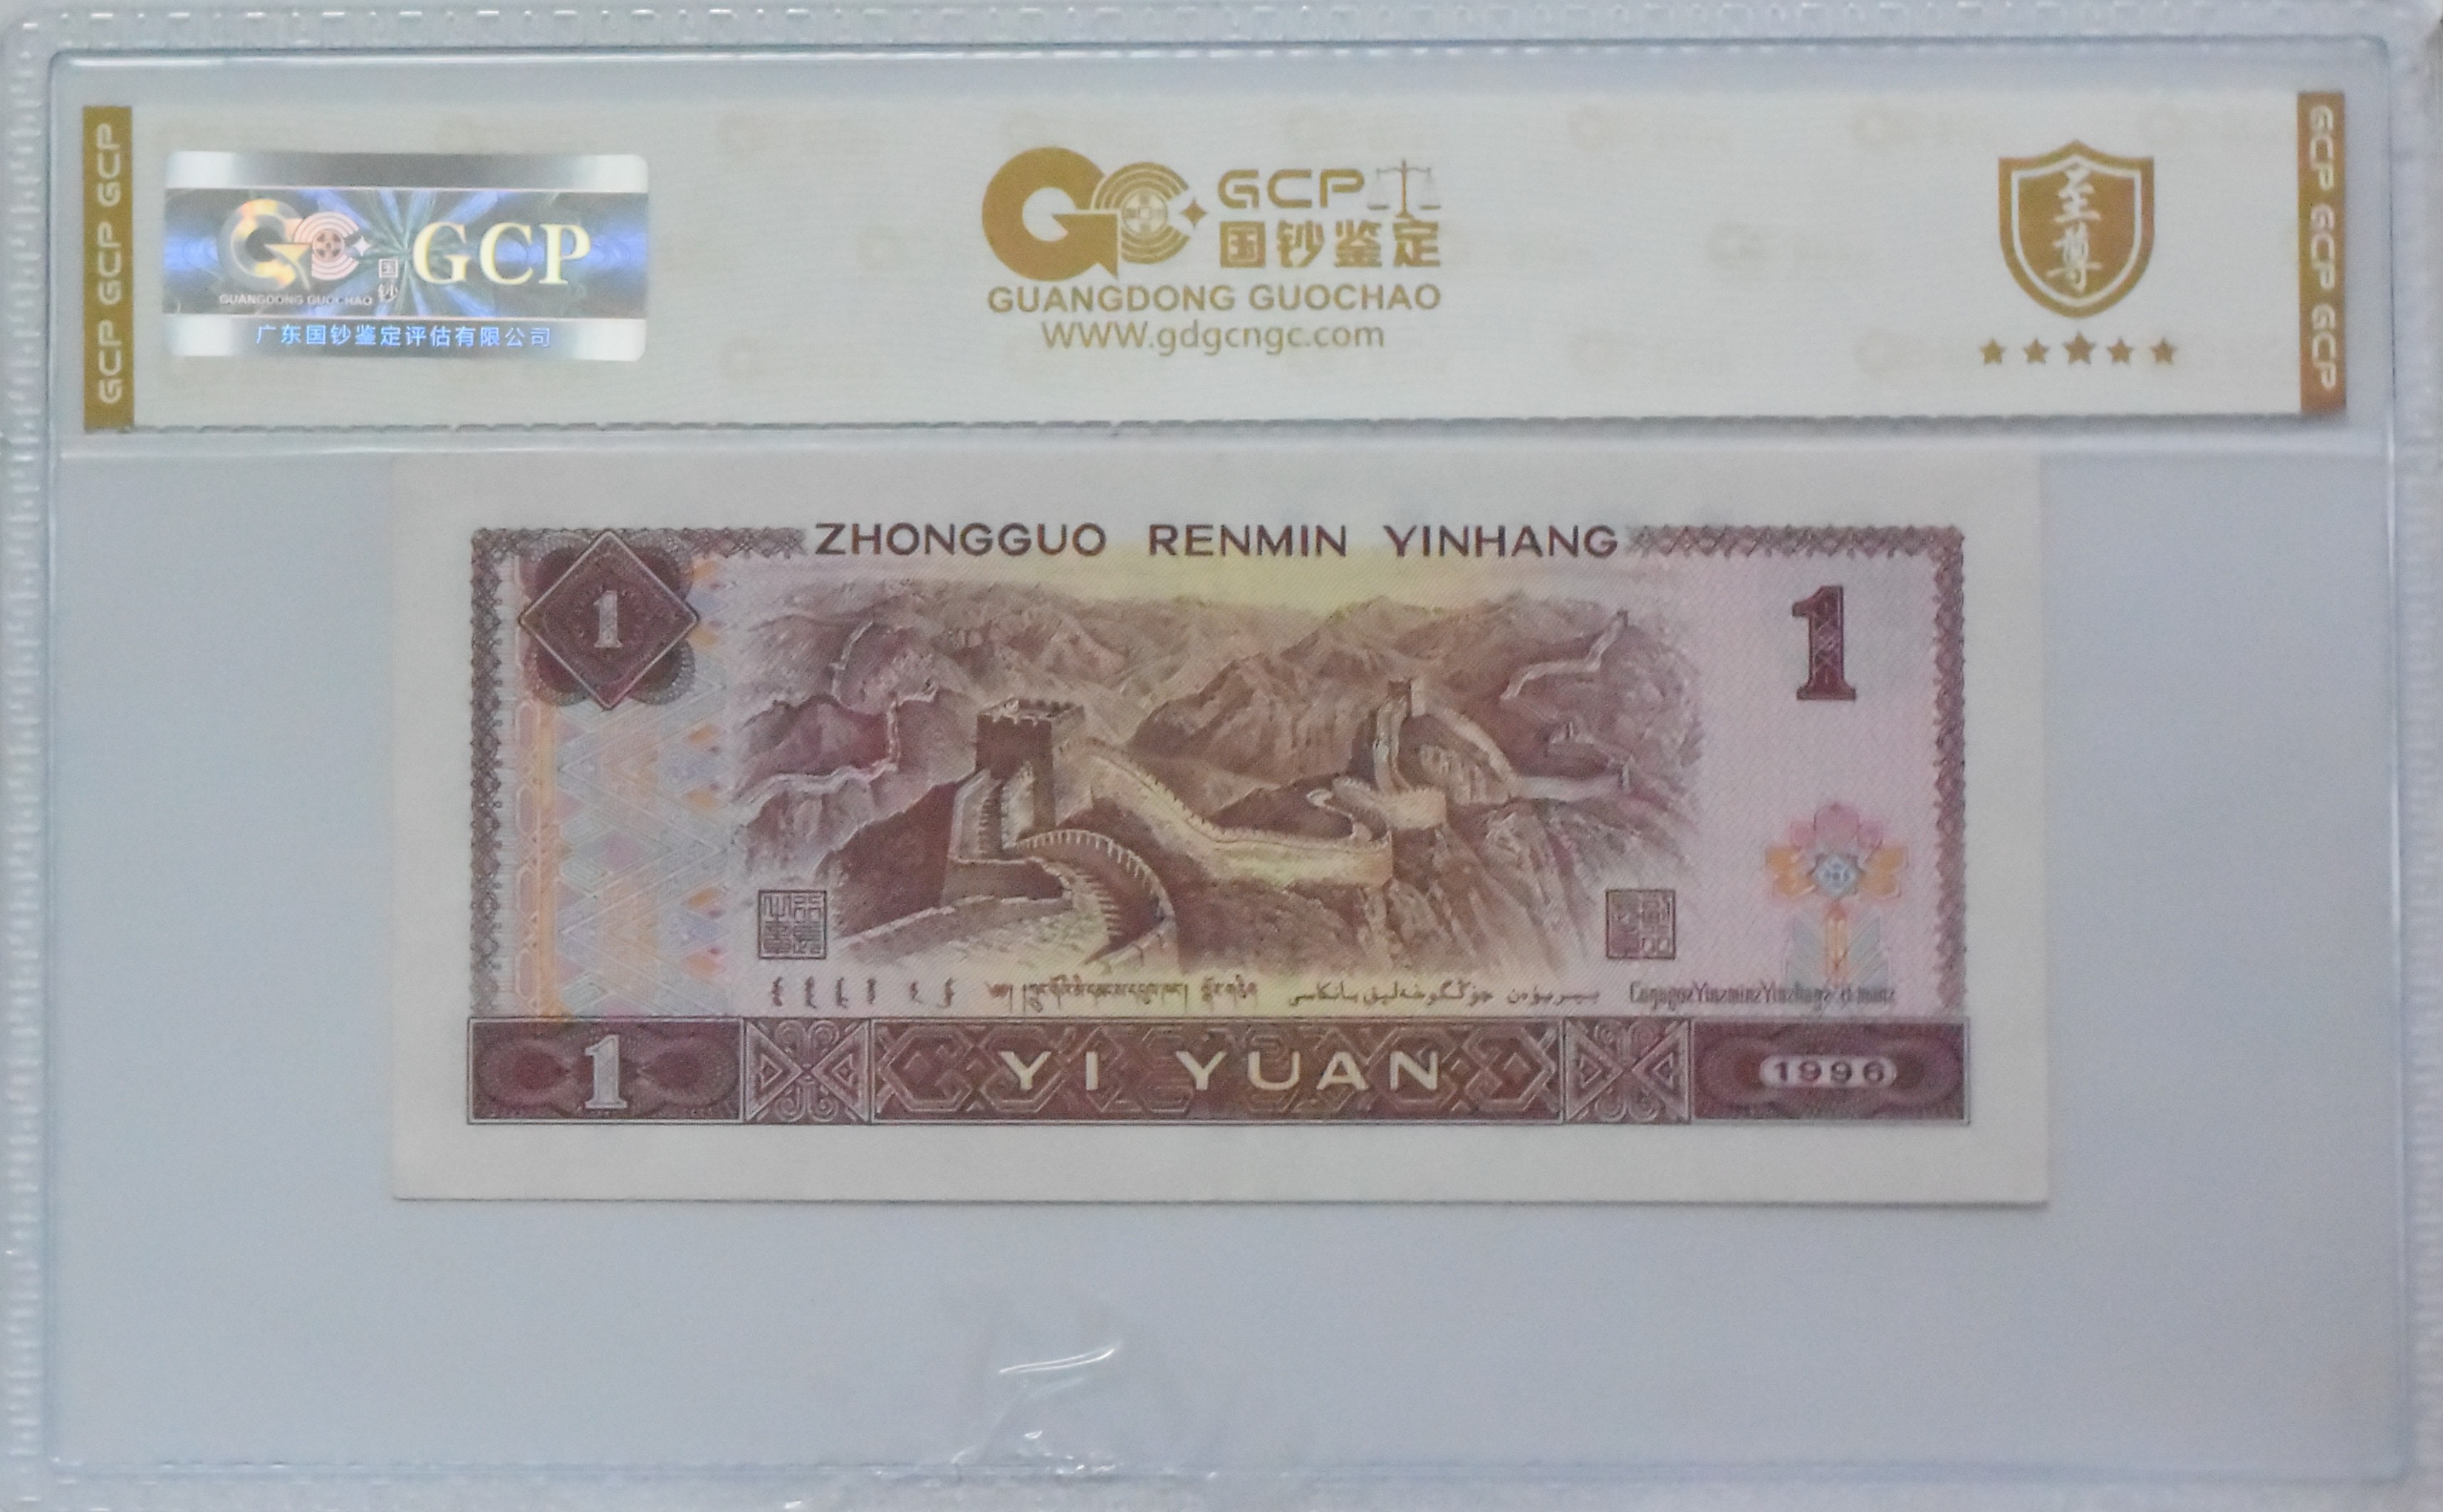 GCP GCP GCP
GCP
国
钞
GUANGDONG GUOCHAO
广东国钞鉴定评估有限公司
GCP
国钞鉴定
GUANGDONG GUOCHAO
WWW.gdgcngc.com
至尊
GCP GCP GCP
ZHONGGUO RENMIN YINHANG
1
1
1
YI YUAN
1996